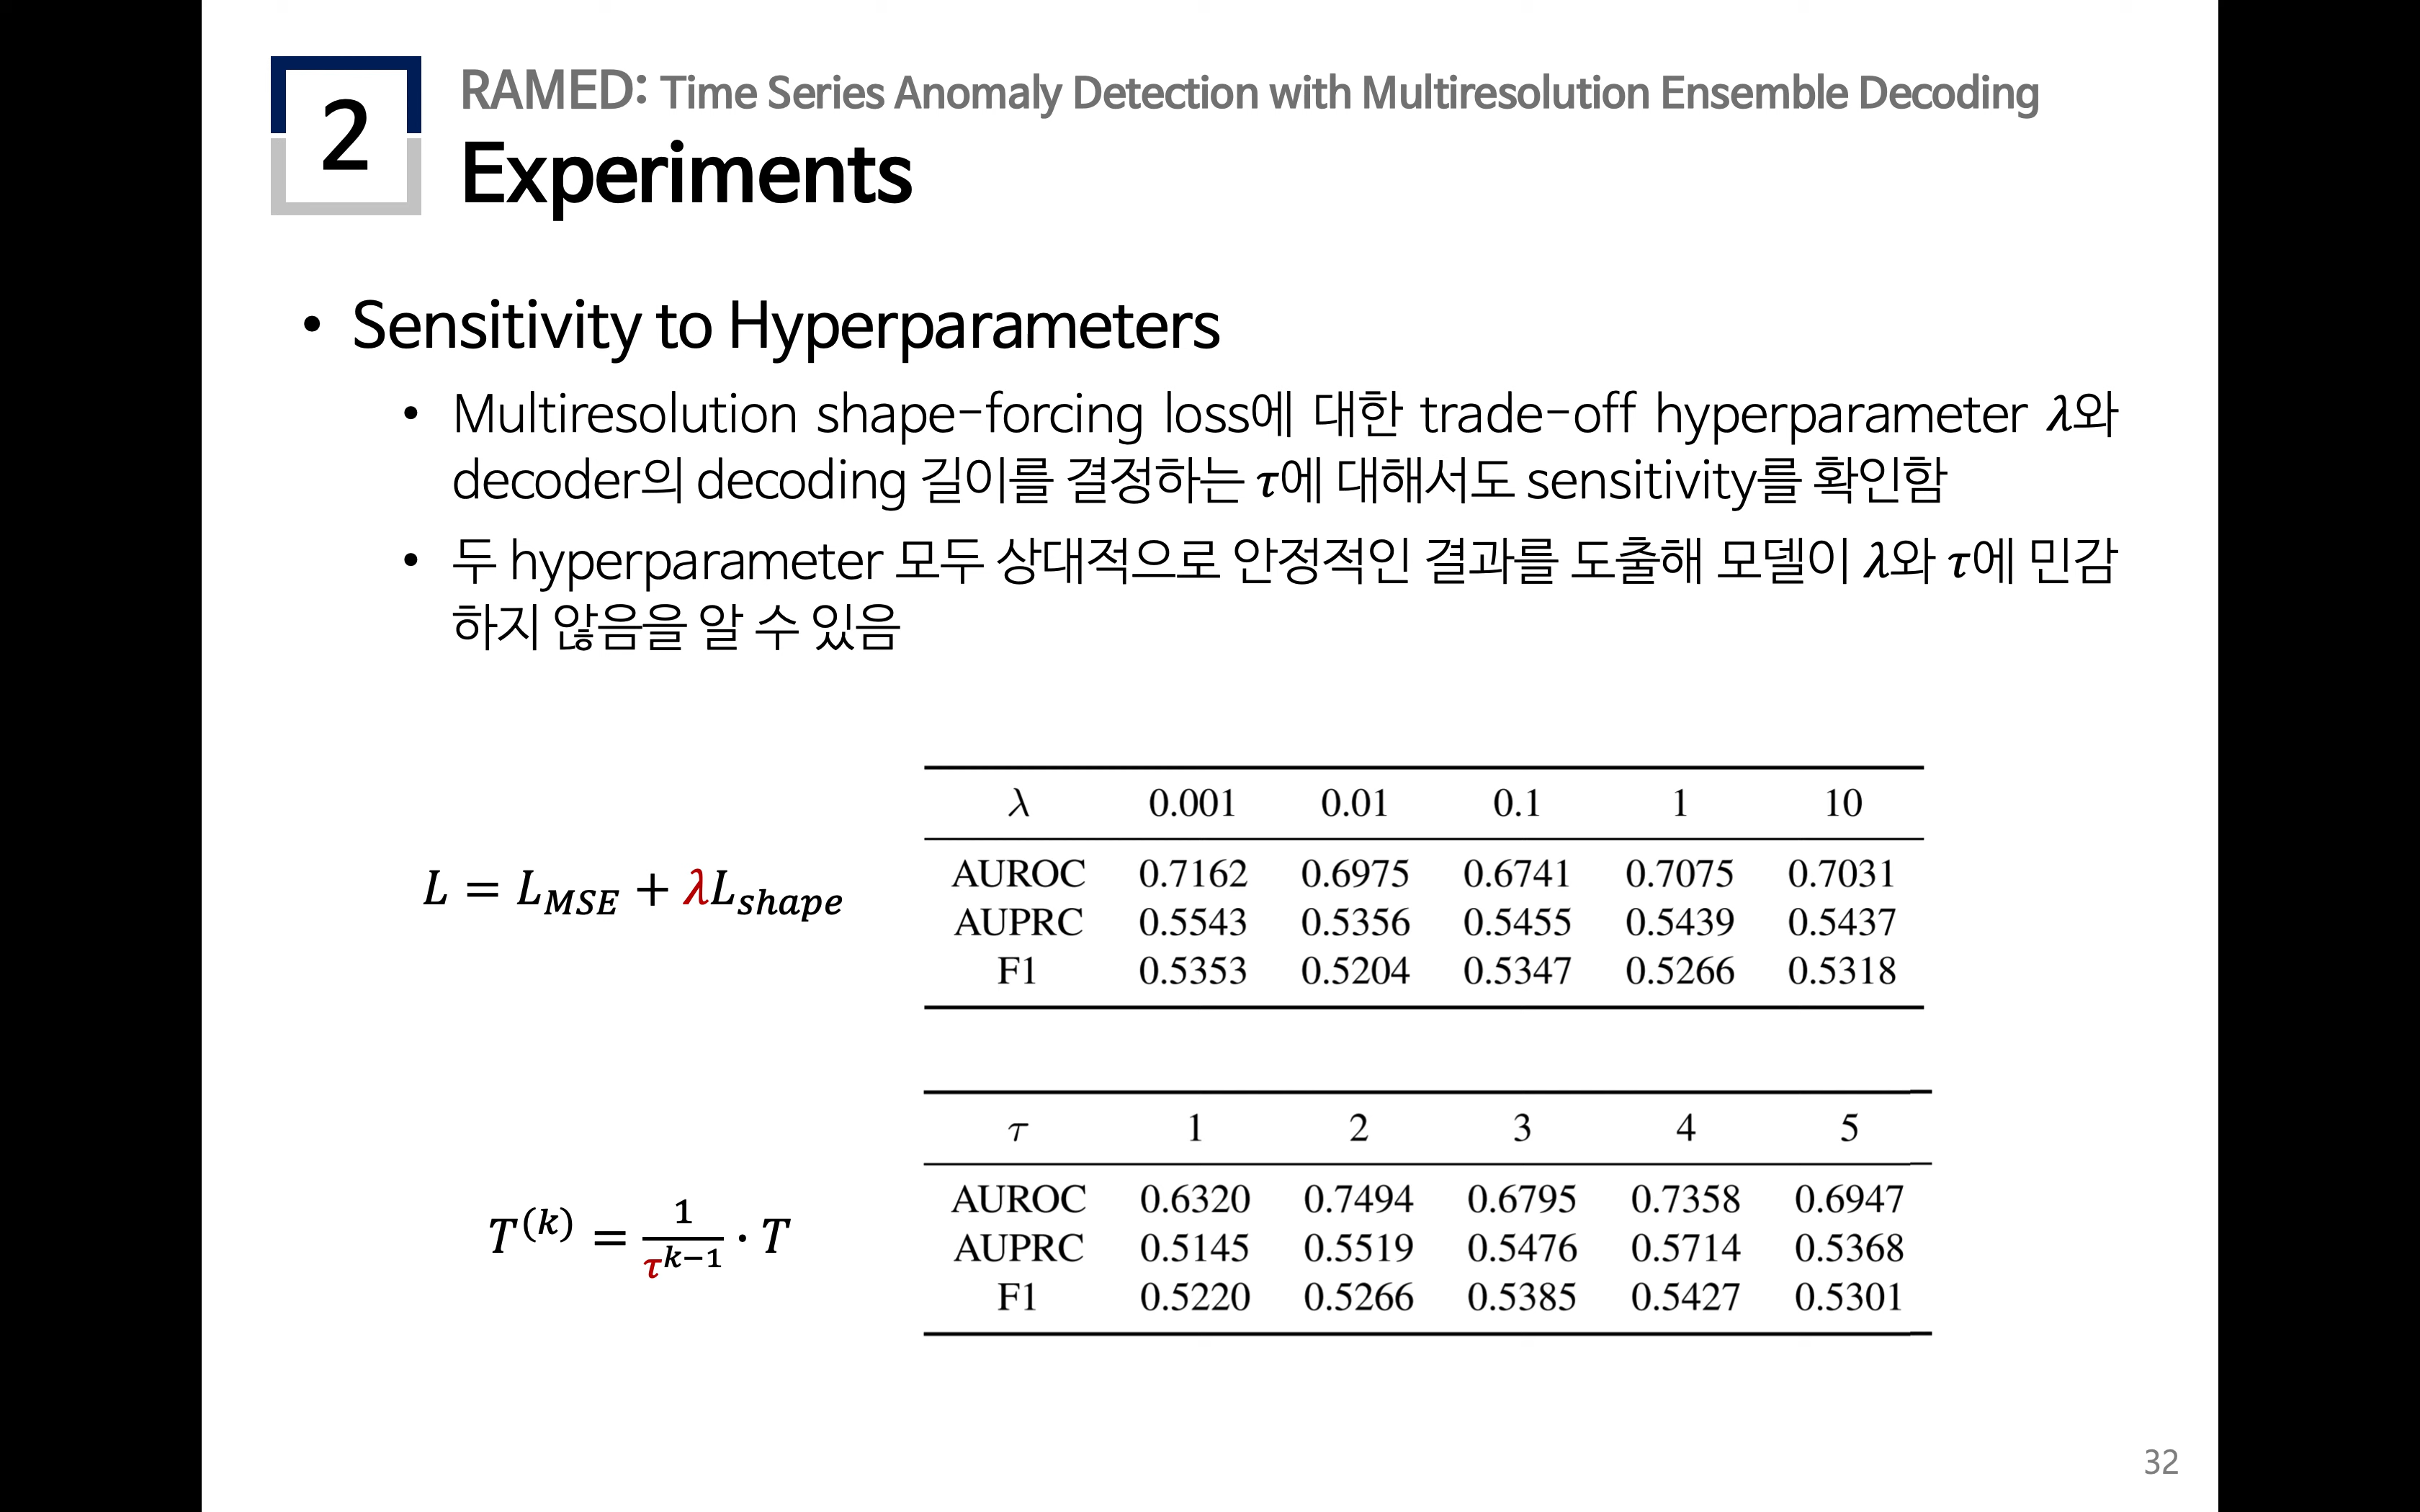 2
RAMED: Time Series Anomaly Detection with Multiresolution Ensemble Decoding
Experiments
• Sensitivity to Hyperparameters
• Multiresolution shape-forcing loss에 대한 trade-off hyperparameter λ와
decoder의 decoding 길이를 결정하는 τ에 대해서도 sensitivity를 확인함
• 두 hyperparameter 모두 상대적으로 안정적인 결과를 도출해 모델이 λ와 τ에 민감
하지 않음을 알 수 있음
L = L_{MSE} + λL_{shape}
λ 0.001 0.01 0.1 1 10
AUROC 0.7162 0.6975 0.6741 0.7075 0.7031
AUPRC 0.5543 0.5356 0.5455 0.5439 0.5437
F1 0.5353 0.5204 0.5347 0.5266 0.5318
T^{(k)} = \frac{1}{τ^{k-1}} · T
τ 1 2 3 4 5
AUROC 0.6320 0.7494 0.6795 0.7358 0.6947
AUPRC 0.5145 0.5519 0.5476 0.5714 0.5368
F1 0.5220 0.5266 0.5385 0.5427 0.5301
32